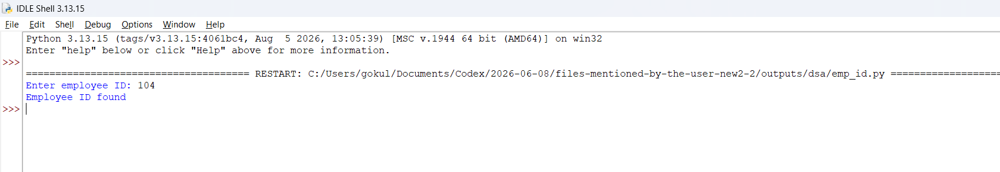 IDLE Shell 3.13.15
File Edit Shell Debug Options Window Help
Python 3.13.15 (tags/v3.13.15:4061bc4, Aug  5 2026, 13:05:39) [MSC v.1944 64 bit (AMD64)] on win32
Enter "help" below or click "Help" above for more information.
>>>
====================================== RESTART: C:/Users/gokul/Documents/Codex/2026-06-08/files-mentioned-by-the-user-new2-2/outputs/dsa/emp_id.py ===================
Enter employee ID: 104
Employee ID found
>>>